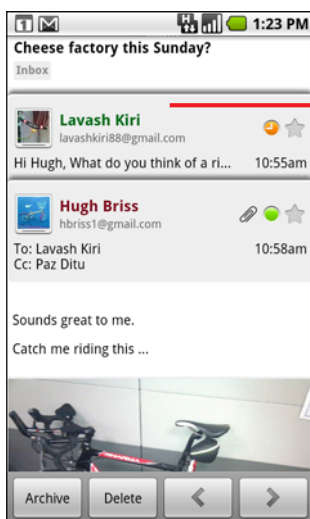 1
H
1:23 PM
Cheese factory this Sunday?
Inbox
Lavash Kiri
lavashkiri88@gmail.com
Hi Hugh, What do you think of a ri... 10:55am
Hugh Briss
hbriss1@gmail.com
To: Lavash Kiri 10:58am
Cc: Paz Ditu
Sounds great to me.
Catch me riding this ...
Archive Delete